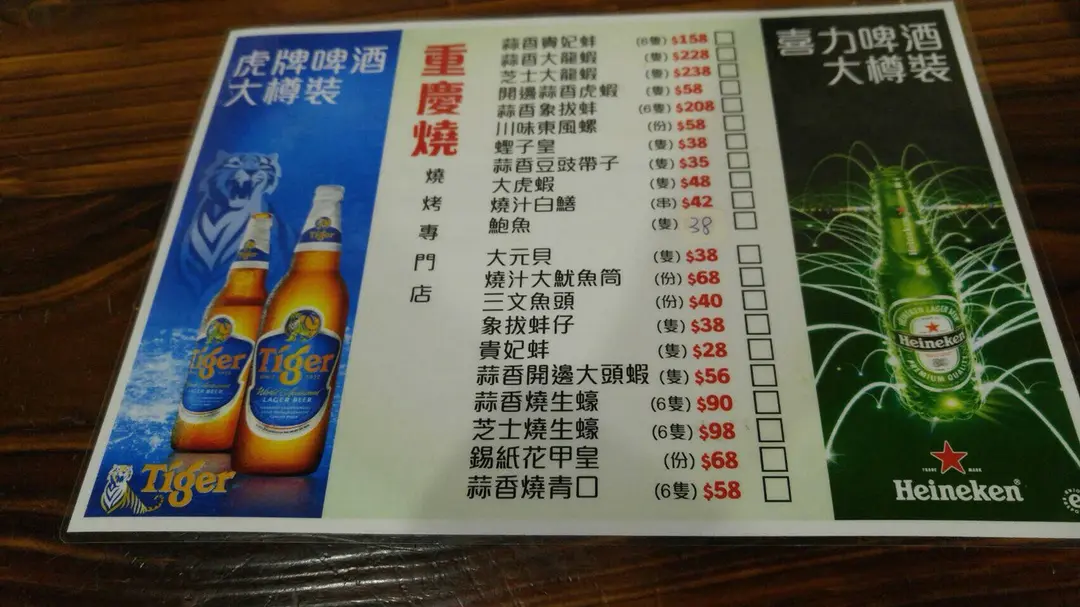 虎牌啤酒
大樽裝
Tiger
Tiger
Tiger
LAGER BEER
Tiger
重慶燒
燒烤專門店
蒜香貴妃蚌 (6隻) $158
蒜香大龍蝦 (隻) $228
芝士大龍蝦 (隻) $238
開邊蒜香虎蝦 (隻) $58
蒜香象拔蚌 (6隻) $208
川味東風螺 (份) $58
蟶子皇 (隻) $38
蒜香豆豉帶子 (隻) $35
大虎蝦 (隻) $48
燒汁白鱔 (串) $42
鮑魚 (隻) 38
大元貝 (隻) $38
燒汁大魷魚筒 (份) $68
三文魚頭 (份) $40
象拔蚌仔 (隻) $38
貴妃蚌 (隻) $28
蒜香開邊大頭蝦 (隻) $56
蒜香燒生蠔 (6隻) $90
芝士燒生蠔 (6隻) $98
錫紙花甲皇 (份) $68
蒜香燒青口 (6隻) $58
喜力啤酒
大樽裝
Heineken
TRADE MARK
Heineken